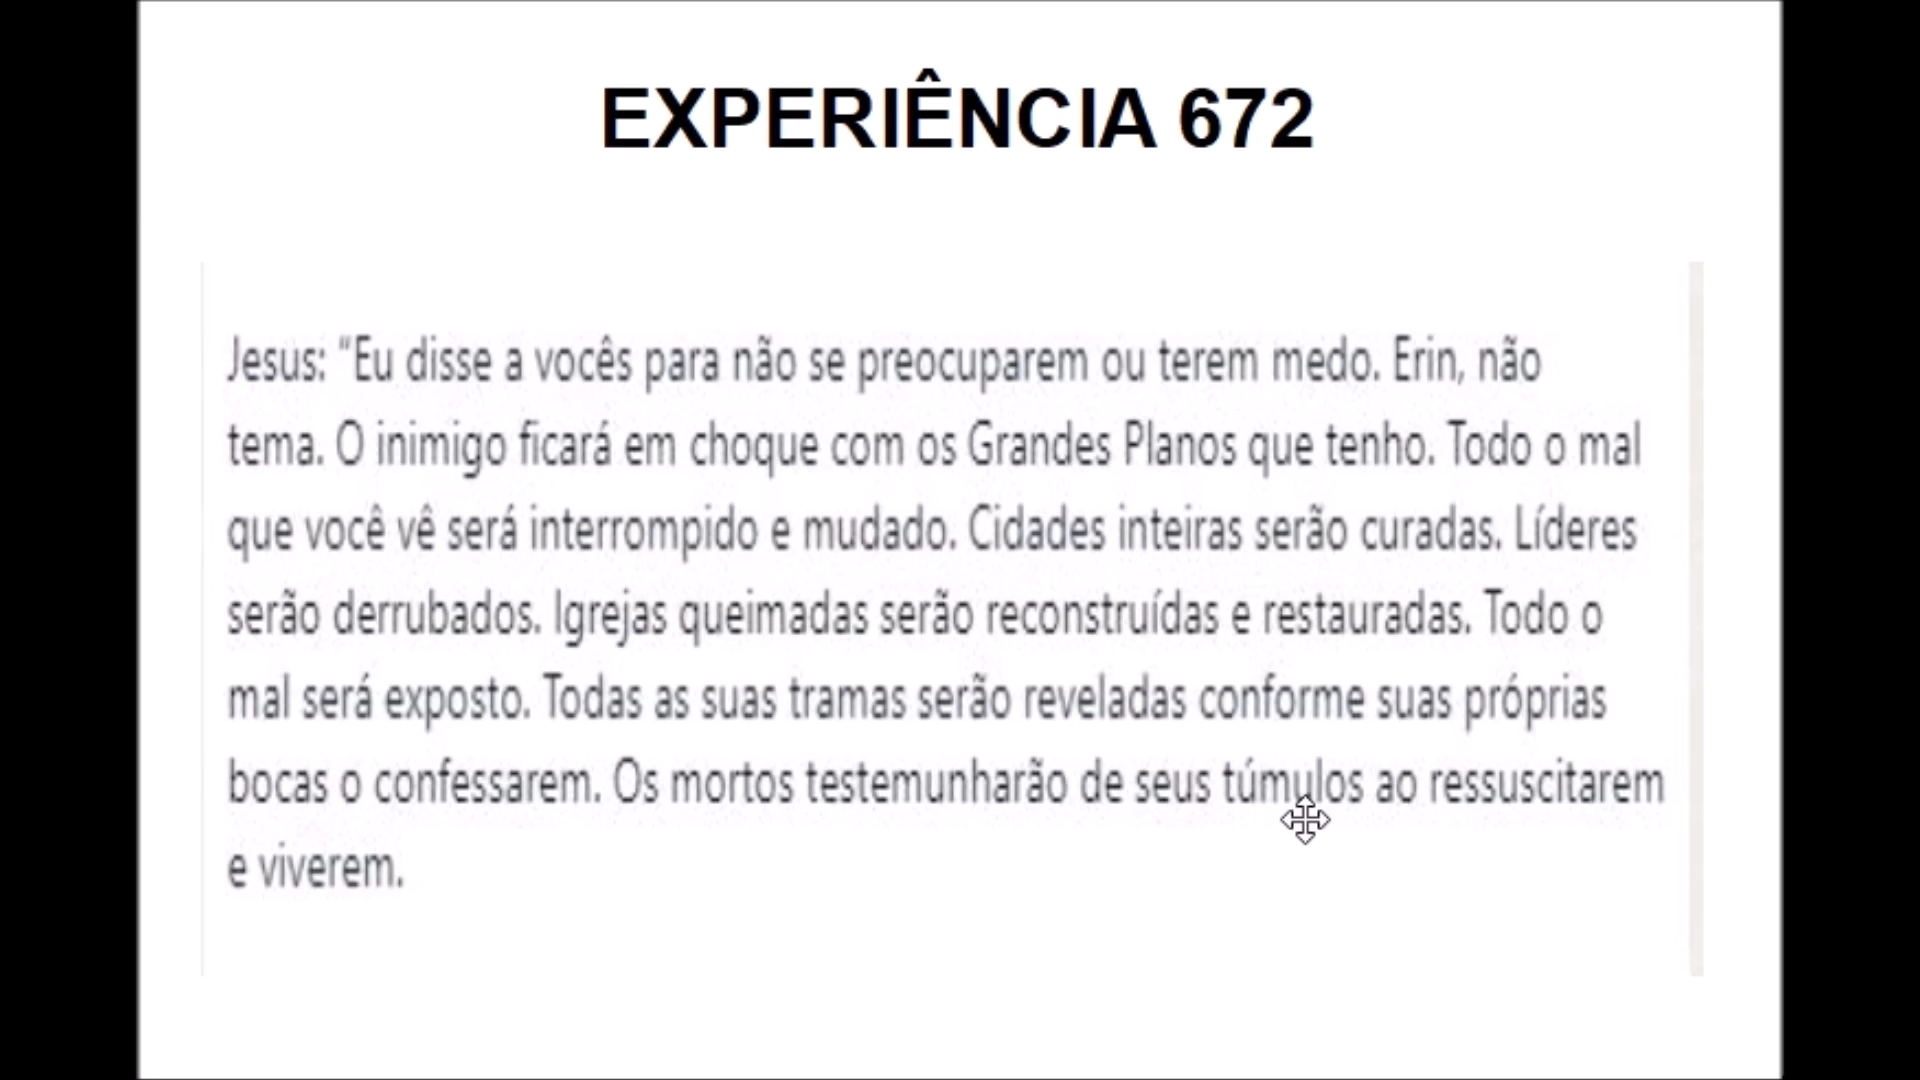 EXPERIÊNCIA 672
Jesus: “Eu disse a vocês para não se preocuparem ou terem medo. Erin, não
tema. O inimigo ficará em choque com os Grandes Planos que tenho. Todo o mal
que você vê será interrompido e mudado. Cidades inteiras serão curadas. Líderes
serão derrubados. Igrejas queimadas serão reconstruídas e restauradas. Todo o
mal será exposto. Todas as suas tramas serão reveladas conforme suas próprias
bocas o confessarem. Os mortos testemunharão de seus túmulos ao ressuscitarem
e viverem.